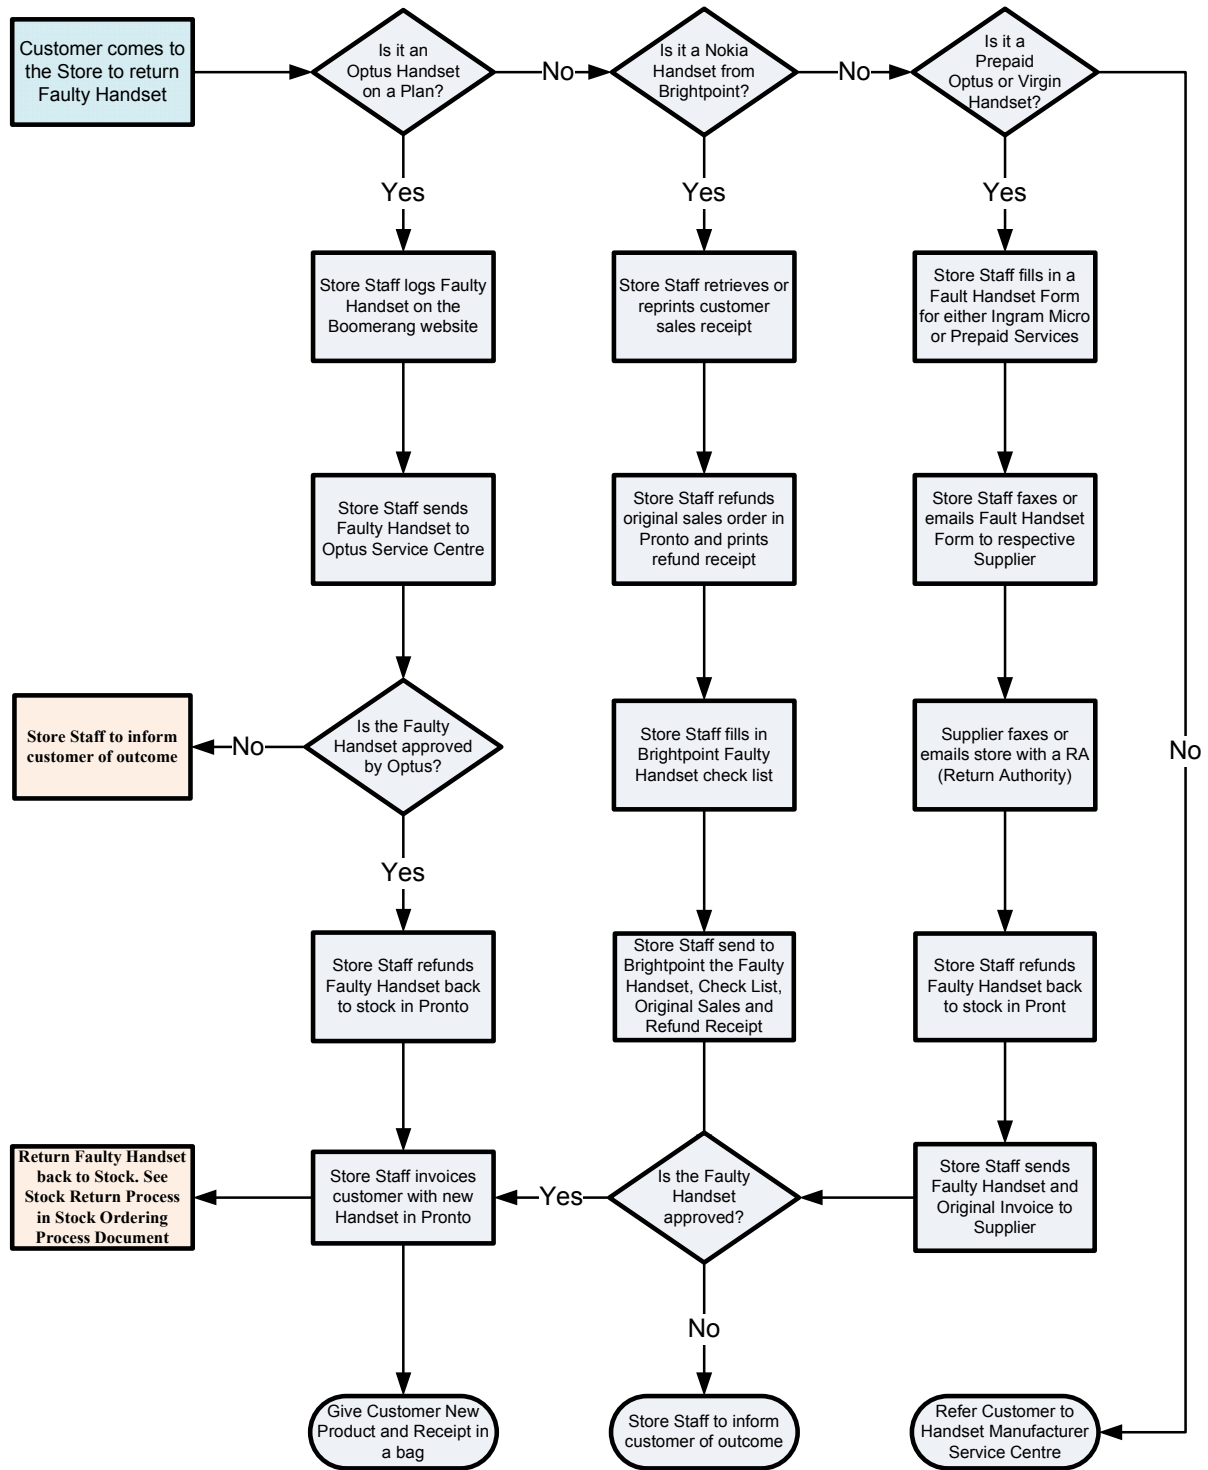 Customer comes to
the Store to return
Faulty Handset
Is it an
Optus Handset
on a Plan?
No
Is it a Nokia
Handset from
Brightpoint?
No
Is it a
Prepaid
Optus or Virgin
Handset?
Yes
Yes
Yes
Store Staff logs Faulty
Handset on the
Boomerang website
Store Staff retrieves or
reprints customer
sales receipt
Store Staff fills in a
Fault Handset Form
for either Ingram Micro
or Prepaid Services
Store Staff sends
Faulty Handset to
Optus Service Centre
Store Staff refunds
original sales order in
Pronto and prints
refund receipt
Store Staff faxes or
emails Fault Handset
Form to respective
Supplier
Store Staff to inform
customer of outcome
No
Is the Faulty
Handset approved
by Optus?
Store Staff fills in
Brightpoint Faulty
Handset check list
Supplier faxes or
emails store with a RA
(Return Authority)
No
Yes
Store Staff refunds
Faulty Handset back
to stock in Pronto
Store Staff send to
Brightpoint the Faulty
Handset, Check List,
Original Sales and
Refund Receipt
Store Staff refunds
Faulty Handset back
to stock in Pront
Return Faulty Handset
back to Stock. See
Stock Return Process
in Stock Ordering
Process Document
Store Staff invoices
customer with new
Handset in Pronto
Yes
Is the Faulty
Handset
approved?
Store Staff sends
Faulty Handset and
Original Invoice to
Supplier
No
Give Customer New
Product and Receipt in
a bag
Store Staff to inform
customer of outcome
Refer Customer to
Handset Manufacturer
Service Centre